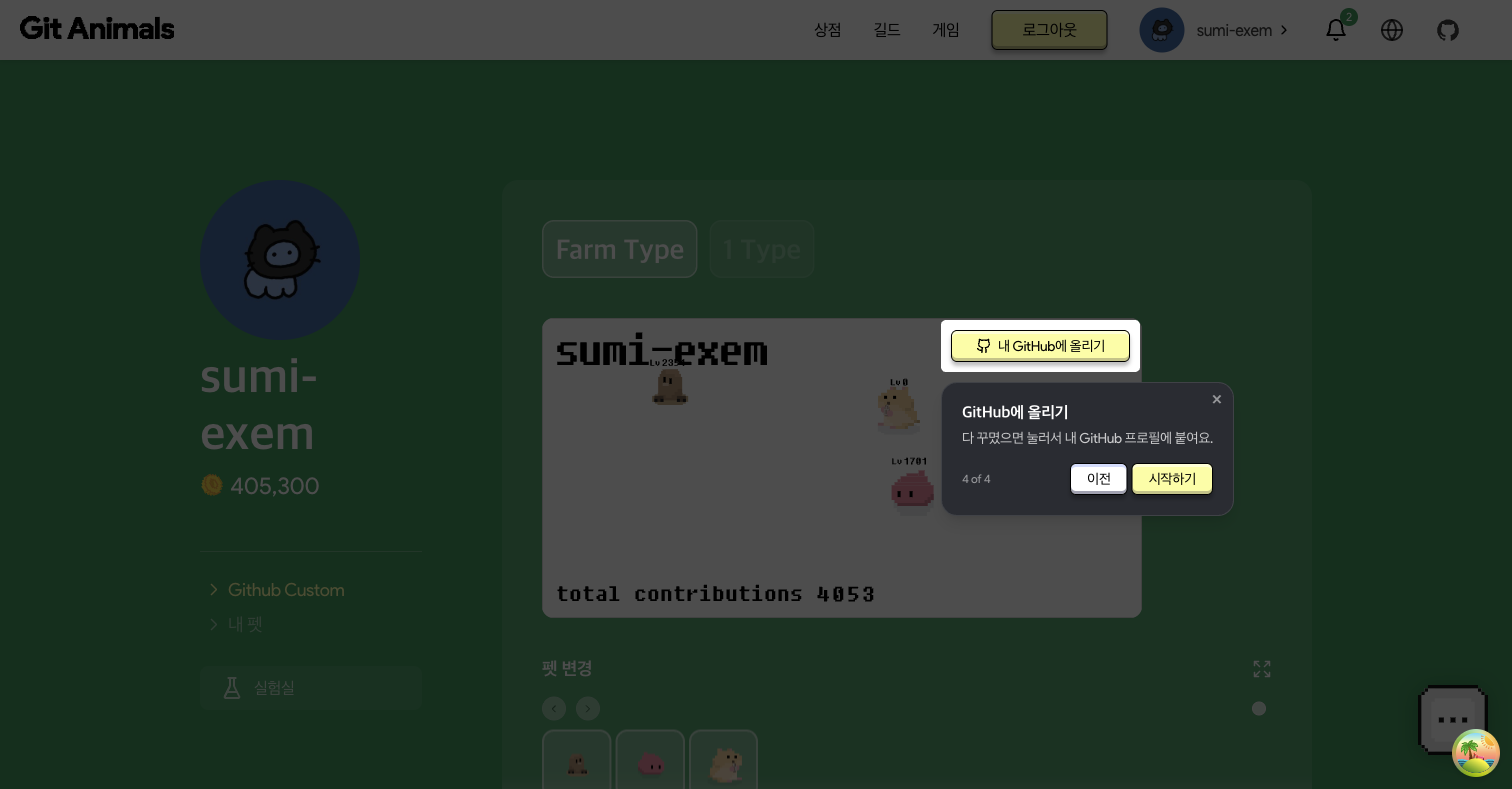 Git Animals
상점
길드
게임
로그아웃
sumi-exem
2
sumi-
exem
405,300
Github Custom
내 펫
실험실
Farm Type
1 Type
sumi-exem
Lv 0
Lv 1701
total contributions 4053
내 GitHub에 올리기
GitHub에 올리기
다 꾸몄으면 눌러서 내 GitHub 프로필에 붙여요.
4 of 4
이전
시작하기
펫 변경